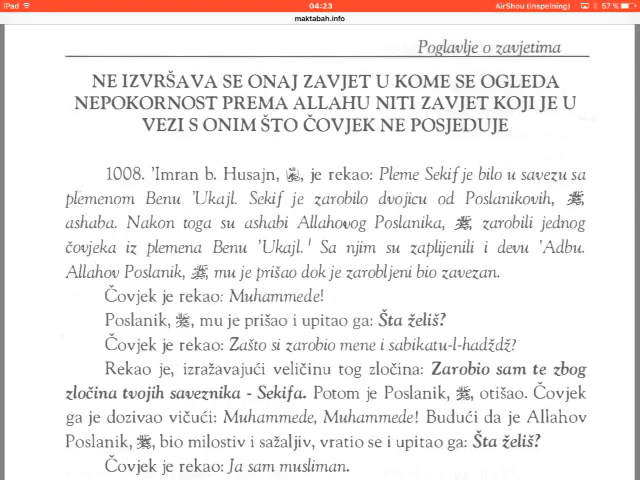 iPad
04:23
AirShou (Inspelning)
57 %
maktabah.info
Poglavlje o zavjetima
NE IZVRŠAVA SE ONAJ ZAVJET U KOME SE OGLEDA
NEPOKORNOST PREMA ALLAHU NITI ZAVJET KOJI JE U
VEZI S ONIM ŠTO ČOVJEK NE POSJEDUJE
1008. 'Imran b. Husajn, , je rekao: Pleme Sekif je bilo u savezu sa
plemenom Benu 'Ukajl. Sekif je zarobilo dvojicu od Poslanikovih, ﷺ,
ashaba. Nakon toga su ashabi Allahovog Poslanika, ﷺ, zarobili jednog
čovjeka iz plemena Benu 'Ukajl.¹ Sa njim su zaplijenili i devu 'Adbu.
Allahov Poslanik, ﷺ, mu je prišao dok je zarobljeni bio zavezan.
Čovjek je rekao: Muhammede!
Poslanik, ﷺ, mu je prišao i upitao ga: Šta želiš?
Čovjek je rekao: Zašto si zarobio mene i sabikatu-l-hadždž?
Rekao je, izražavajući veličinu tog zločina: Zarobio sam te zbog
zločina tvojih saveznika - Sekifa. Potom je Poslanik, ﷺ, otišao. Čovjek
ga je dozivao vičući: Muhammede, Muhammede! Budući da je Allahov
Poslanik, ﷺ, bio milostiv i sažaljiv, vratio se i upitao ga: Šta želiš?
Čovjek je rekao: Ja sam musliman.